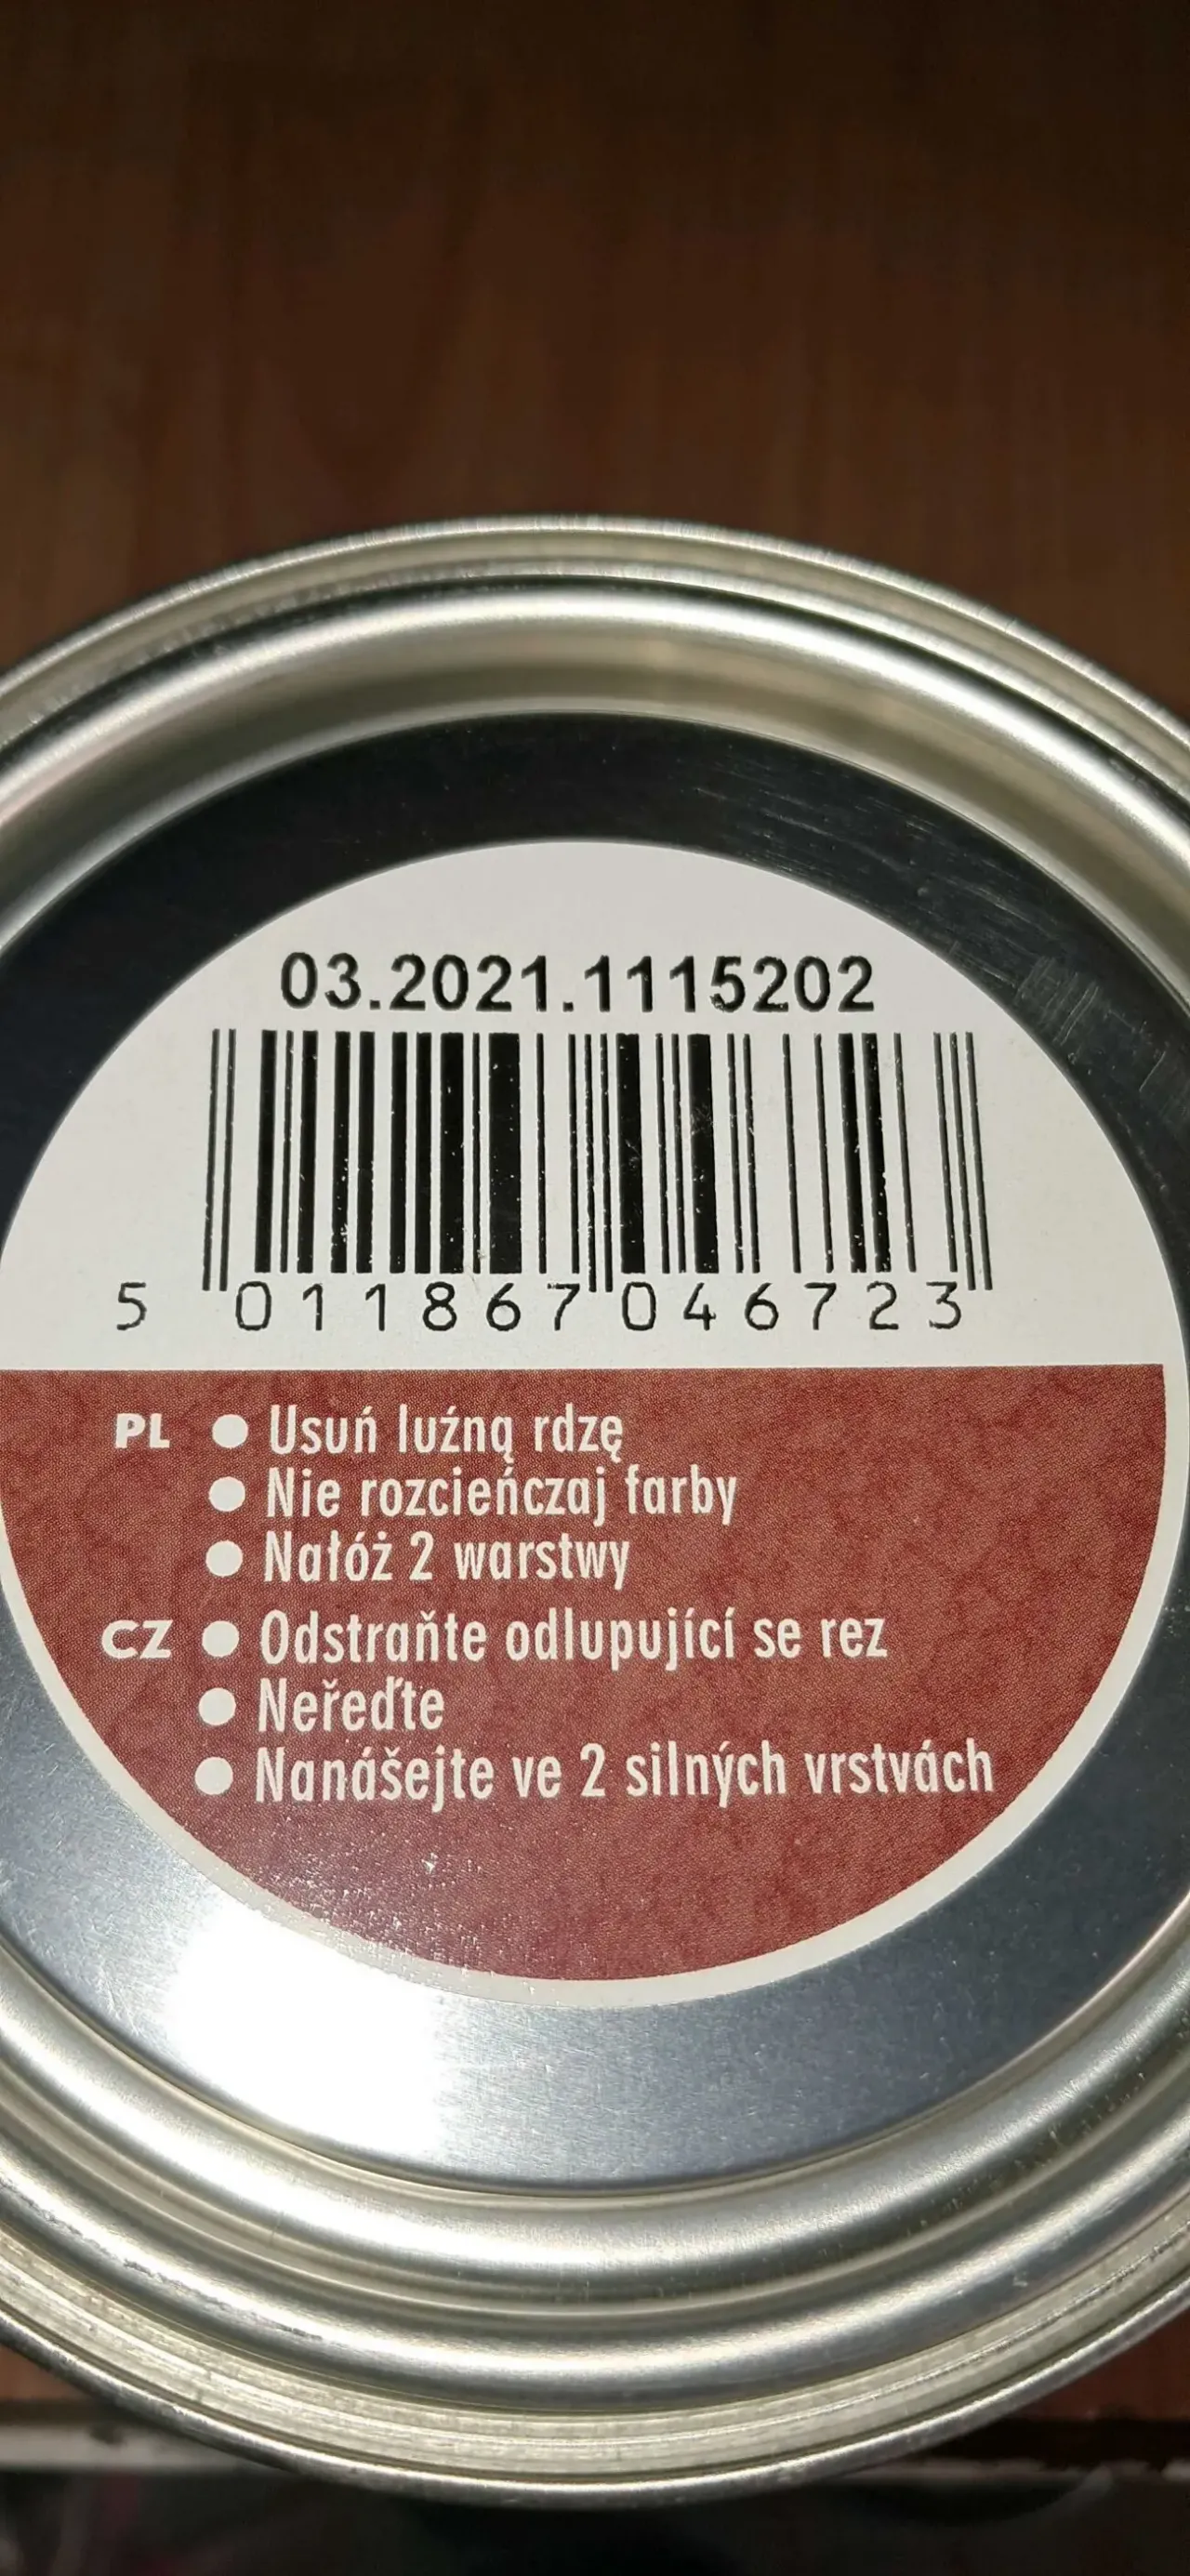 03.2021.1115202
5 011867 046723
PL ● Usuń luźną rdzę
● Nie rozcieńczaj farby
● Nałóż 2 warstwy
CZ ● Odstraňte odlupující se rez
● Neřeďte
● Nanášejte ve 2 silných vrstvách